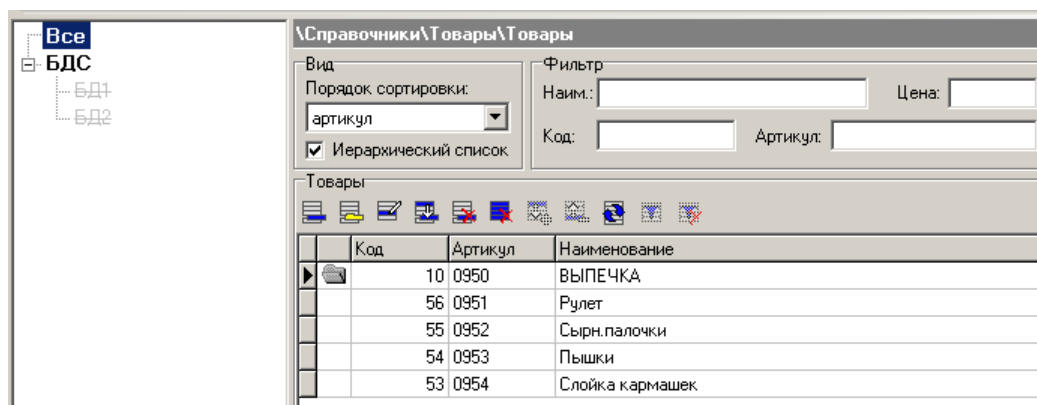 Все
БДС
БД1
БД2
\Справочники\Товары\Товары
Вид
Порядок сортировки:
артикул
Иерархический список
Фильтр
Наим.: Цена:
Код: Артикул:
Товары
Код Артикул Наименование
10 0950 ВЫПЕЧКА
56 0951 Рулет
55 0952 Сырн.палочки
54 0953 Пышки
53 0954 Слойка кармашек